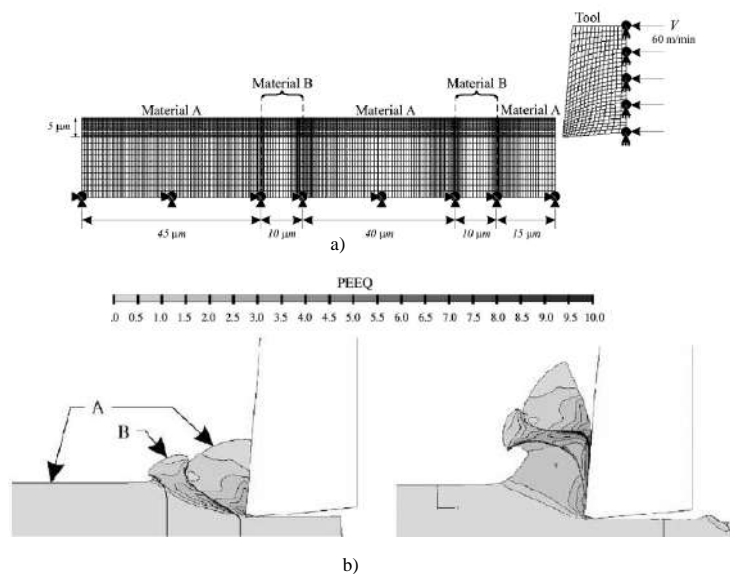 Tool
V
60 m/min
Material B
Material B
Material A
Material A
Material A
5 μm
45 μm
10 μm
40 μm
10 μm
15 μm
a)
PEEQ
.0 0.5 1.0 1.5 2.0 2.5 3.0 3.5 4.0 4.5 5.0 5.5 6.0 6.5 7.0 7.5 8.0 8.5 9.0 9.5 10.0
A
B
b)